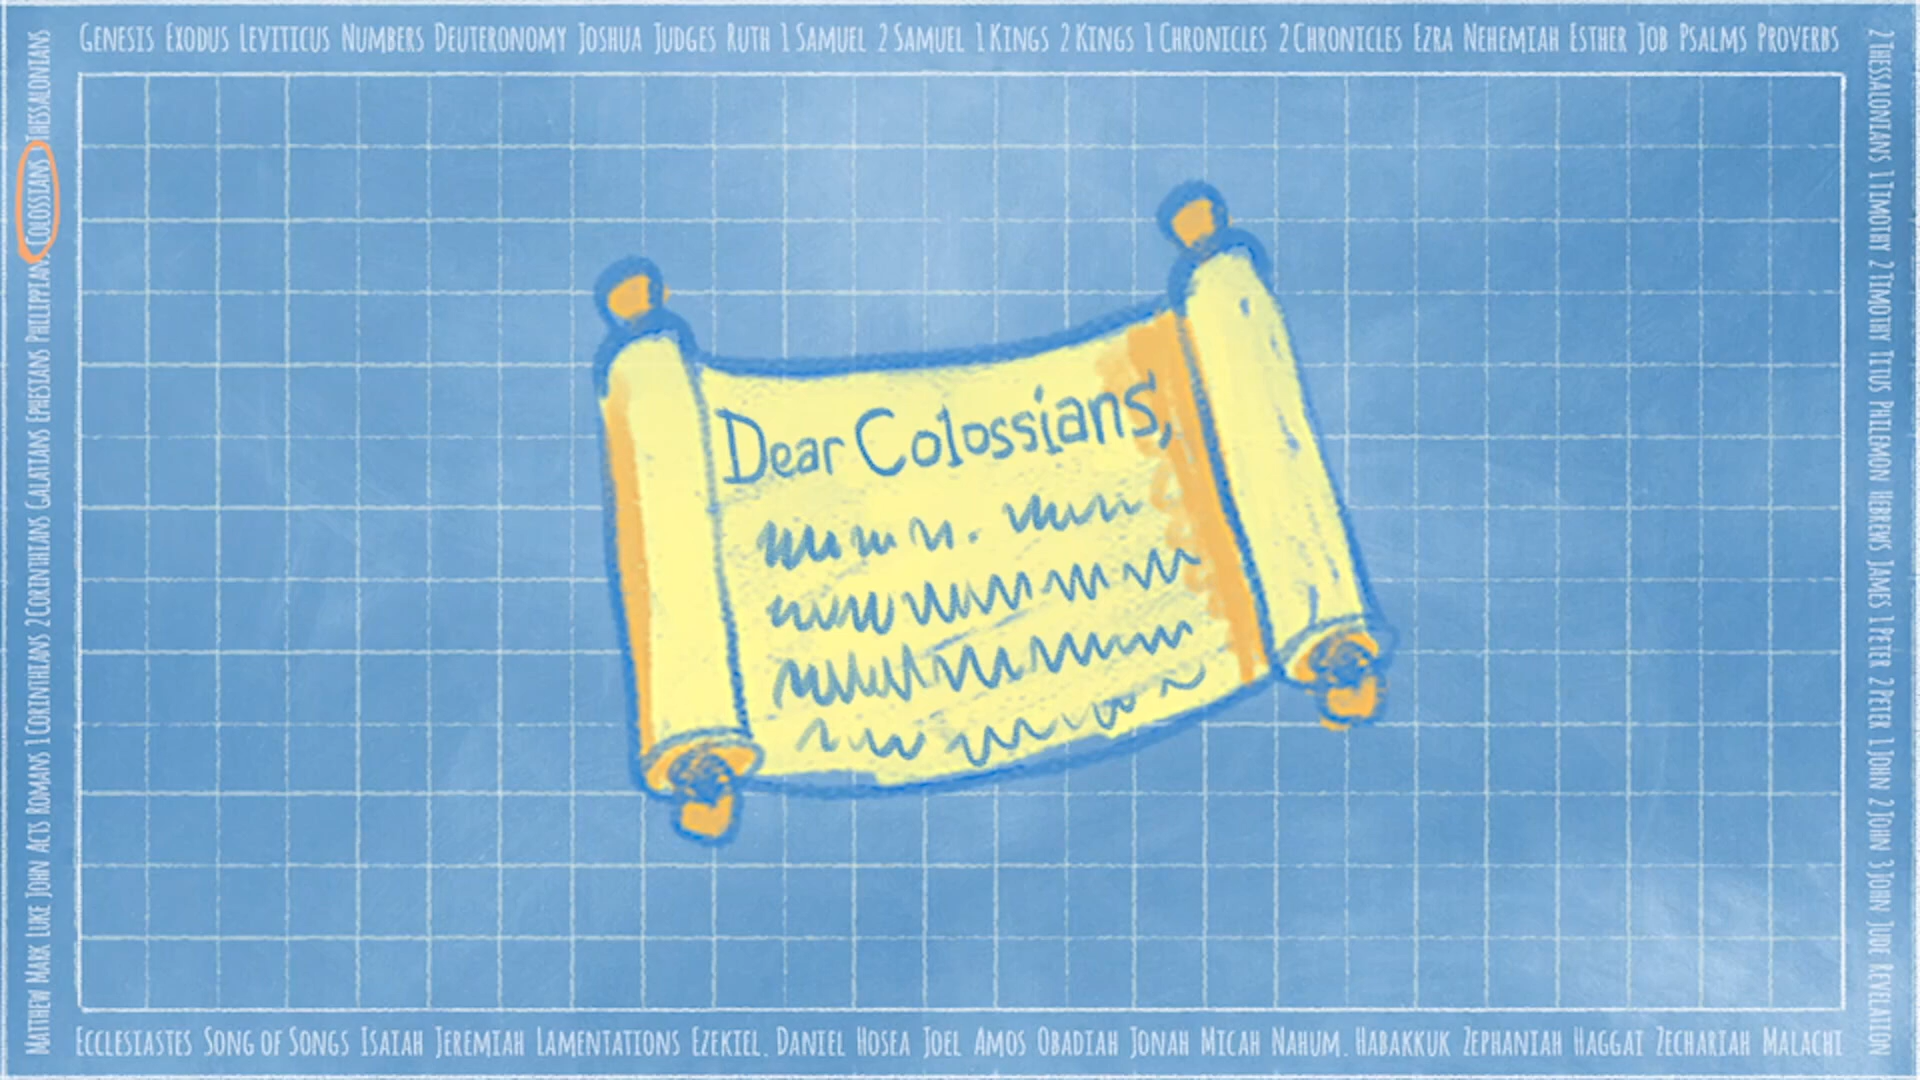 Genesis Exodus Leviticus Numbers Deuteronomy Joshua Judges Ruth 1 Samuel 2 Samuel 1 Kings 2 Kings 1 Chronicles 2 Chronicles Ezra Nehemiah Esther Job Psalms Proverbs
Dear Colossians,
Ecclesiastes Song of Songs Isaiah Jeremiah Lamentations Ezekiel. Daniel Hosea Joel Amos Obadiah Jonah Micah Nahum. Habakkuk Zephaniah Haggai Zechariah Malachi
Matthew Mark Luke John Acts Romans 1 Corinthians 2 Corinthians Galatians Ephesians Philippians Colossians 1 Thessalonians
2 Thessalonians 1 Timothy 2 Timothy Titus Philemon Hebrews James 1 Peter 2 Peter 1 John 2 John 3 John Jude Revelation